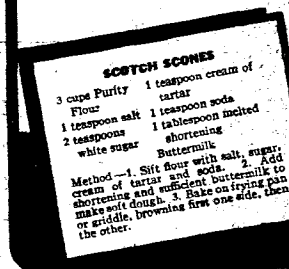 SCOTCH SCONES
3 cups Purity
Flour
1 teaspoon salt
2 teaspoons
white sugar
1 teaspoon cream of
tartar
1 teaspoon soda
1 tablespoon melted
shortening
Buttermilk
Method—1. Sift flour with salt, sugar,
cream of tartar and soda. 2. Add
shortening and sufficient buttermilk to
make soft dough. 3. Bake on frying pan
or griddle, browning first one side, then
the other.